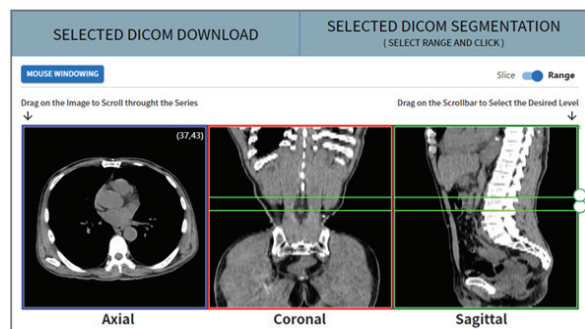 SELECTED DICOM DOWNLOAD
SELECTED DICOM SEGMENTATION
( SELECT RANGE AND CLICK )
MOUSE WINDOWING
Slice Range
Drag on the Image to Scroll throught the Series
Drag on the Scrollbar to Select the Desired Level
(37,43)
Axial Coronal Sagittal